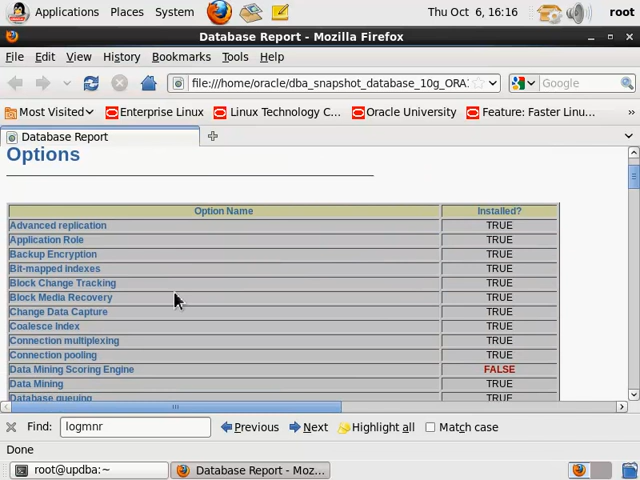 Applications Places System Thu Oct 6, 16:16 root
Database Report - Mozilla Firefox
File Edit View History Bookmarks Tools Help
file:///home/oracle/dba_snapshot_database_10g_ORA Google
Most Visited Enterprise Linux Linux Technology C... Oracle University Feature: Faster Linu... »
Database Report
Options
Option Name Installed?
Advanced replication TRUE
Application Role TRUE
Backup Encryption TRUE
Bit-mapped indexes TRUE
Block Change Tracking TRUE
Block Media Recovery TRUE
Change Data Capture TRUE
Coalesce Index TRUE
Connection multiplexing TRUE
Connection pooling TRUE
Data Mining Scoring Engine FALSE
Data Mining TRUE
Database queuing TRUE
Find: logmnr Previous Next Highlight all Match case
Done
root@updba:~ Database Report - Moz...